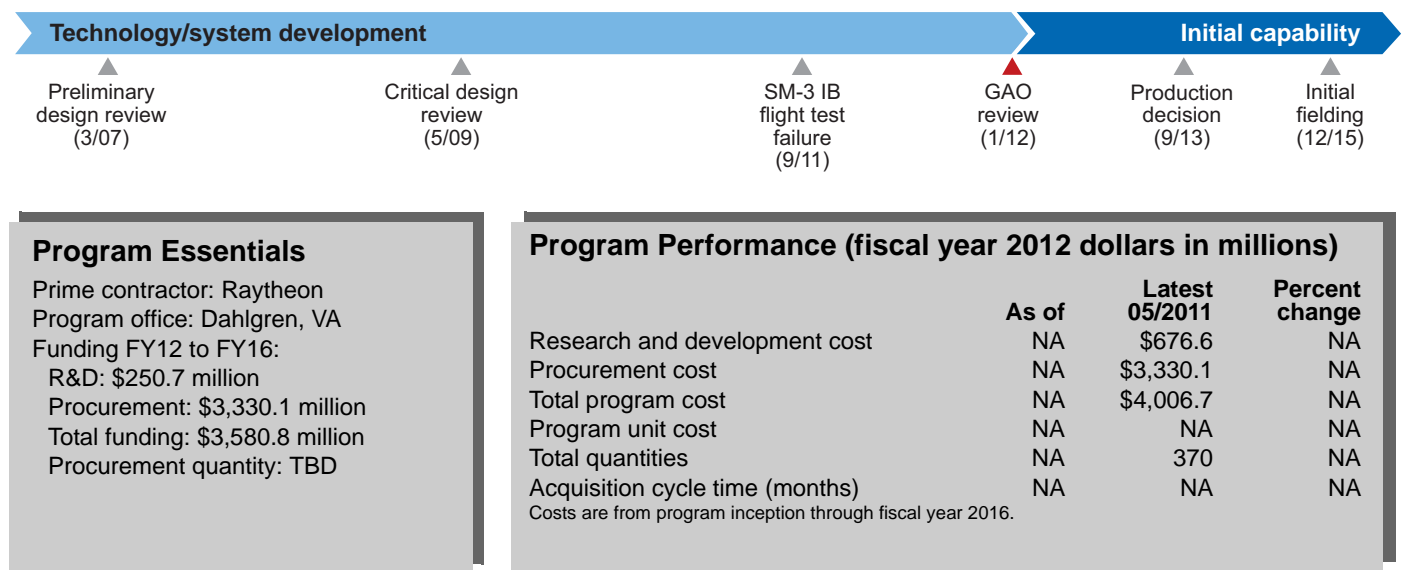 Technology/system development
Initial capability
Preliminary
design review
(3/07)
Critical design
review
(5/09)
SM-3 IB
flight test
failure
(9/11)
GAO
review
(1/12)
Production
decision
(9/13)
Initial
fielding
(12/15)
Program Essentials
Prime contractor: Raytheon
Program office: Dahlgren, VA
Funding FY12 to FY16:
R&D: $250.7 million
Procurement: $3,330.1 million
Total funding: $3,580.8 million
Procurement quantity: TBD
Program Performance (fiscal year 2012 dollars in millions)
Latest Percent
As of 05/2011 change
Research and development cost NA $676.6 NA
Procurement cost NA $3,330.1 NA
Total program cost NA $4,006.7 NA
Program unit cost NA NA NA
Total quantities NA 370 NA
Acquisition cycle time (months) NA NA NA
Costs are from program inception through fiscal year 2016.